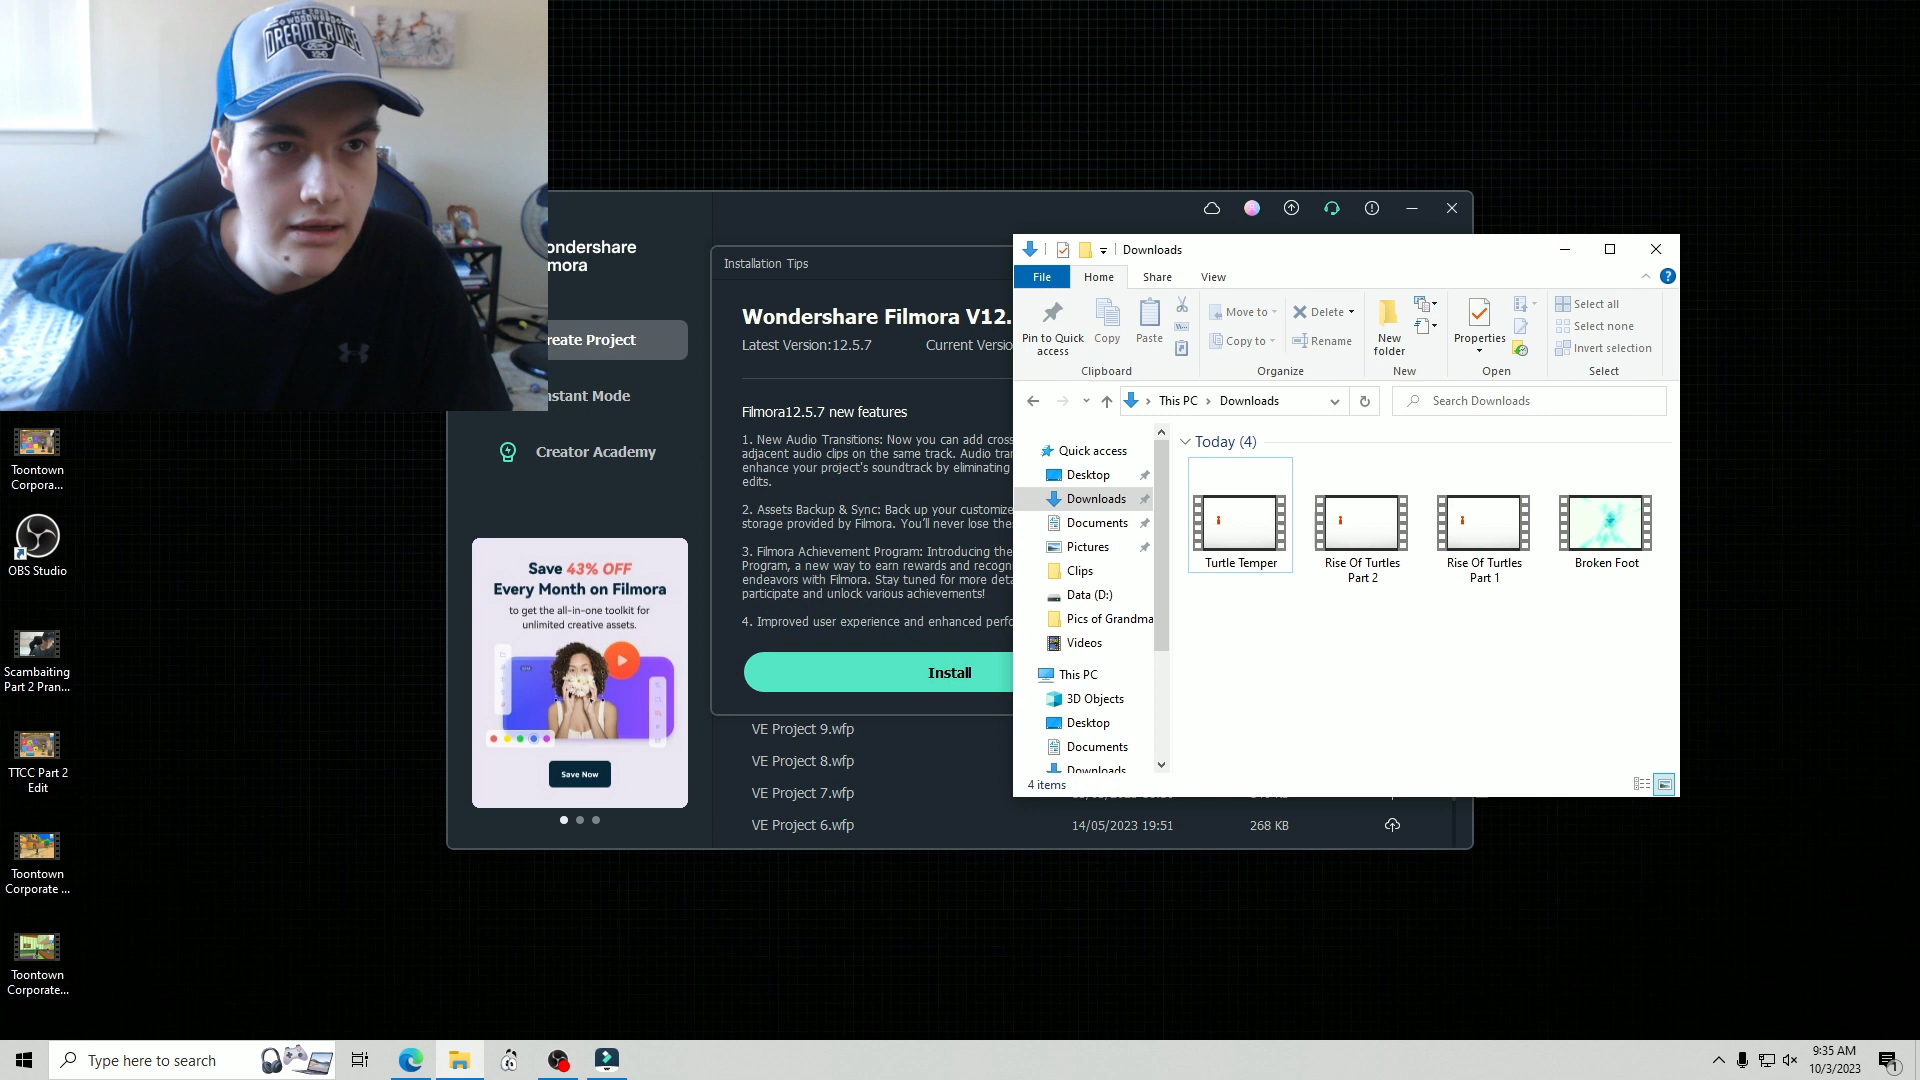 WOODWARD
DREAM CRUISE
ondershare
mora
reate Project
nstant Mode
Creator Academy
Save 43% OFF
Every Month on Filmora
to get the all-in-one toolkit for
unlimited creative assets.
Save Now
Installation Tips
Wondershare Filmora V12.
Latest Version:12.5.7
Current Versio
Filmora12.5.7 new features
1. New Audio Transitions: Now you can add cross
adjacent audio clips on the same track. Audio tran
enhance your project's soundtrack by eliminating
edits.
2. Assets Backup & Sync: Back up your customize
storage provided by Filmora. You'll never lose the
3. Filmora Achievement Program: Introducing the
Program, a new way to earn rewards and recogn
endeavors with Filmora. Stay tuned for more deta
participate and unlock various achievements!
4. Improved user experience and enhanced perfo
Install
VE Project 9.wfp
VE Project 8.wfp
VE Project 7.wfp
VE Project 6.wfp
14/05/2023 19:51
268 KB
Downloads
File
Home
Share
View
Pin to Quick
access
Copy
Paste
Clipboard
Move to
Copy to
Delete
Rename
Organize
New
folder
New
Properties
Open
Select all
Select none
Invert selection
Select
This PC
Downloads
Search Downloads
Quick access
Desktop
Downloads
Documents
Pictures
Clips
Data (D:)
Pics of Grandma
Videos
This PC
3D Objects
Desktop
Documents
Downloads
Today (4)
Turtle Temper
Rise Of Turtles
Part 2
Rise Of Turtles
Part 1
Broken Foot
4 items
Toontown
Corpora...
OBS Studio
Scambaiting
Part 2 Pran...
TTCC Part 2
Edit
Toontown
Corporate ...
Toontown
Corporate...
Type here to search
9:35 AM
10/3/2023
1